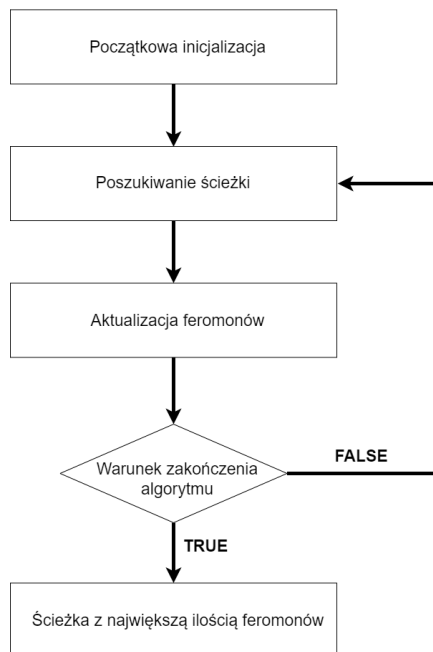 Początkowa inicjalizacja
Poszukiwanie ścieżki
Aktualizacja feromonów
Warunek zakończenia
algorytmu
FALSE
TRUE
Ścieżka z największą ilością feromonów